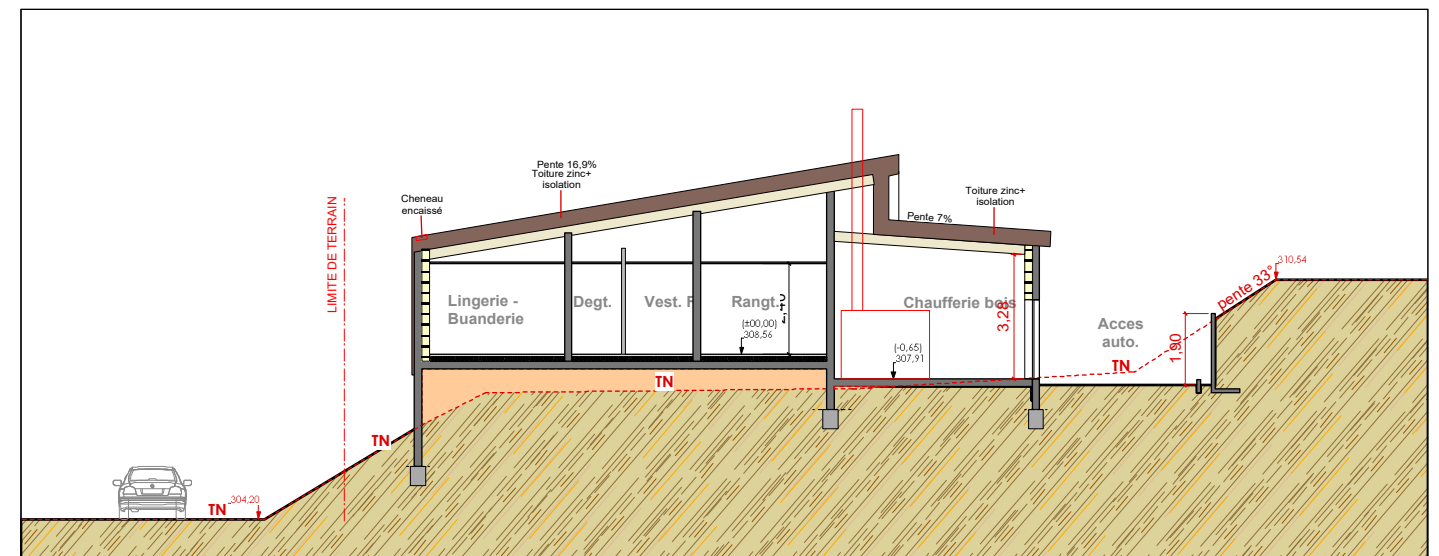 Pente 16,9%
Toiture zinc+
isolation
Cheneau
encaissé
Toiture zinc+
isolation
Pente 7%
LIMITE DE TERRAIN
310,54
pente 33°
Lingerie -
Buanderie
Degt.
Vest. F
Rangt.
Chaufferie bois
3,28
(±00,00)
308,56
(-0,65)
307,91
Acces
auto.
1,90
TN
TN
TN
TN
304,20